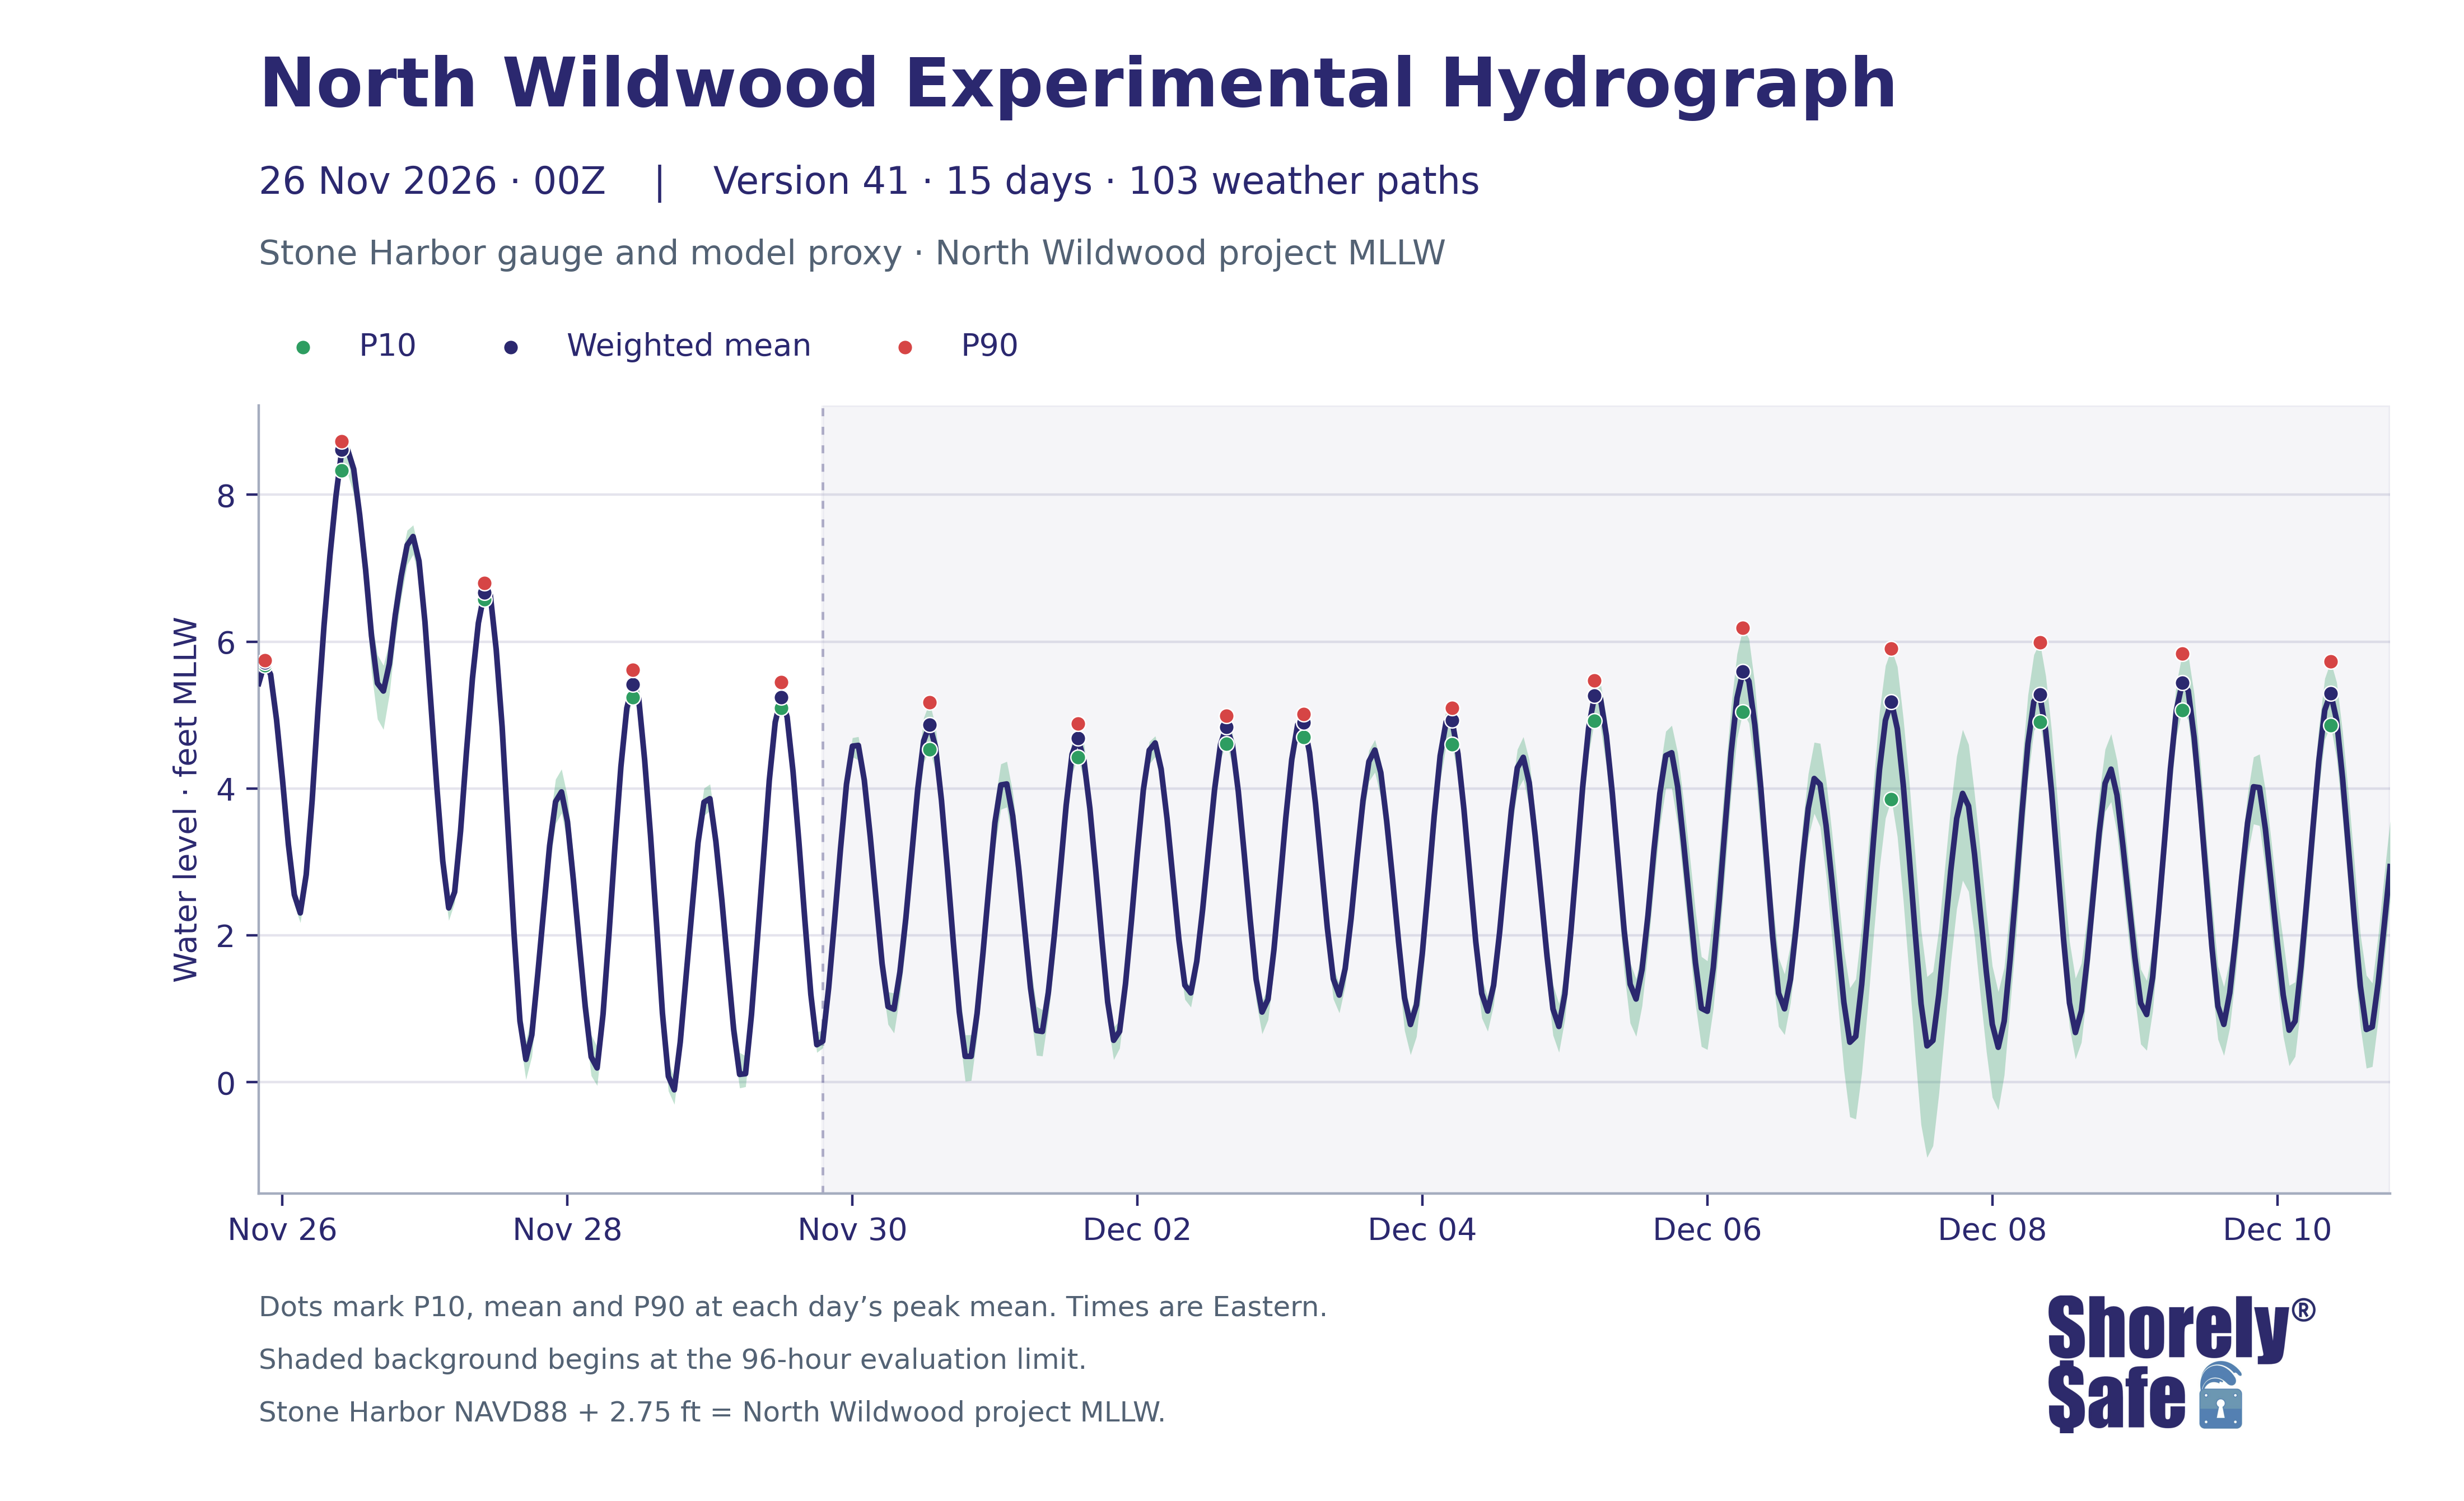 North Wildwood Experimental Hydrograph
26 Nov 2026 · 00Z | Version 41 · 15 days · 103 weather paths
Stone Harbor gauge and model proxy · North Wildwood project MLLW
P10 Weighted mean P90
Water level · feet MLLW
8
6
4
2
0
Nov 26 Nov 28 Nov 30 Dec 02 Dec 04 Dec 06 Dec 08 Dec 10
Dots mark P10, mean and P90 at each day’s peak mean. Times are Eastern.
Shaded background begins at the 96-hour evaluation limit.
Stone Harbor NAVD88 + 2.75 ft = North Wildwood project MLLW.
Shorely®
$afe